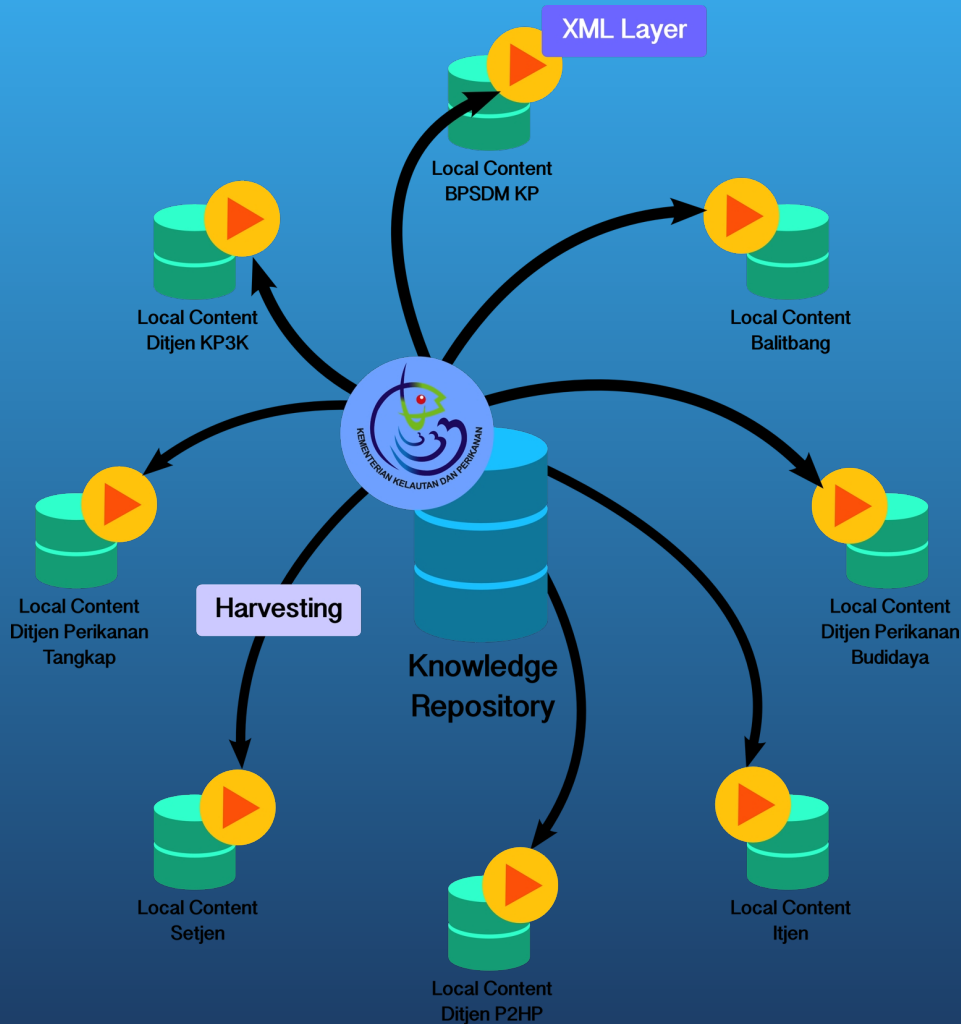 XML Layer
Local Content
BPSDM KP
Local Content
Ditjen KP3K
Local Content
Balitbang
KEMENTERIAN KELAUTAN DAN PERIKANAN
Local Content
Ditjen Perikanan
Tangkap
Local Content
Ditjen Perikanan
Budidaya
Harvesting
Knowledge
Repository
Local Content
Setjen
Local Content
Itjen
Local Content
Ditjen P2HP